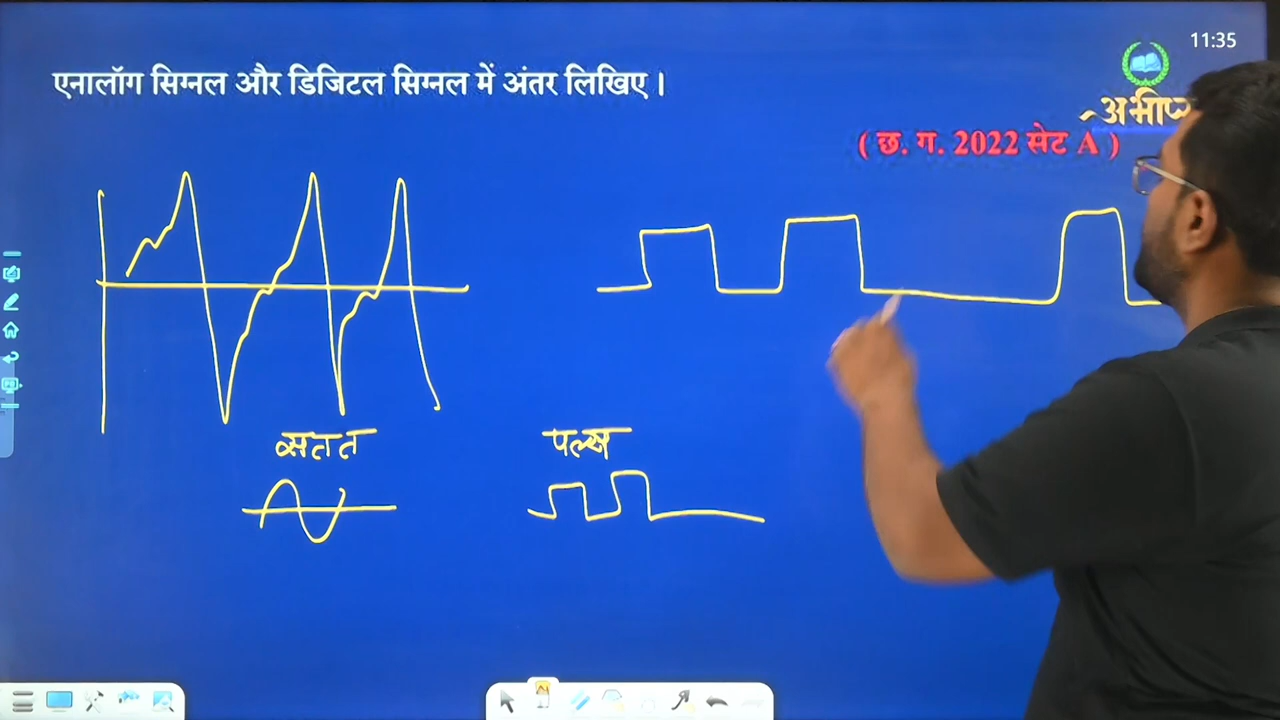 11:35
एनालॉग सिग्नल और डिजिटल सिग्नल में अंतर लिखिए ।
( छ. ग. 2022 सेट A )
सतत
पल्स